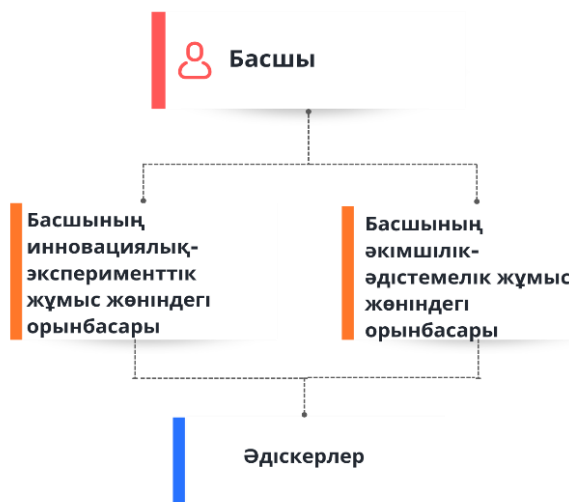 Басшы
Басшының
инновациялық-
эксперименттік
жұмыс жөніндегі
орынбасары
Басшының
әкімшілік-
әдістемелік жұмыс
жөніндегі
орынбасары
Әдіскерлер